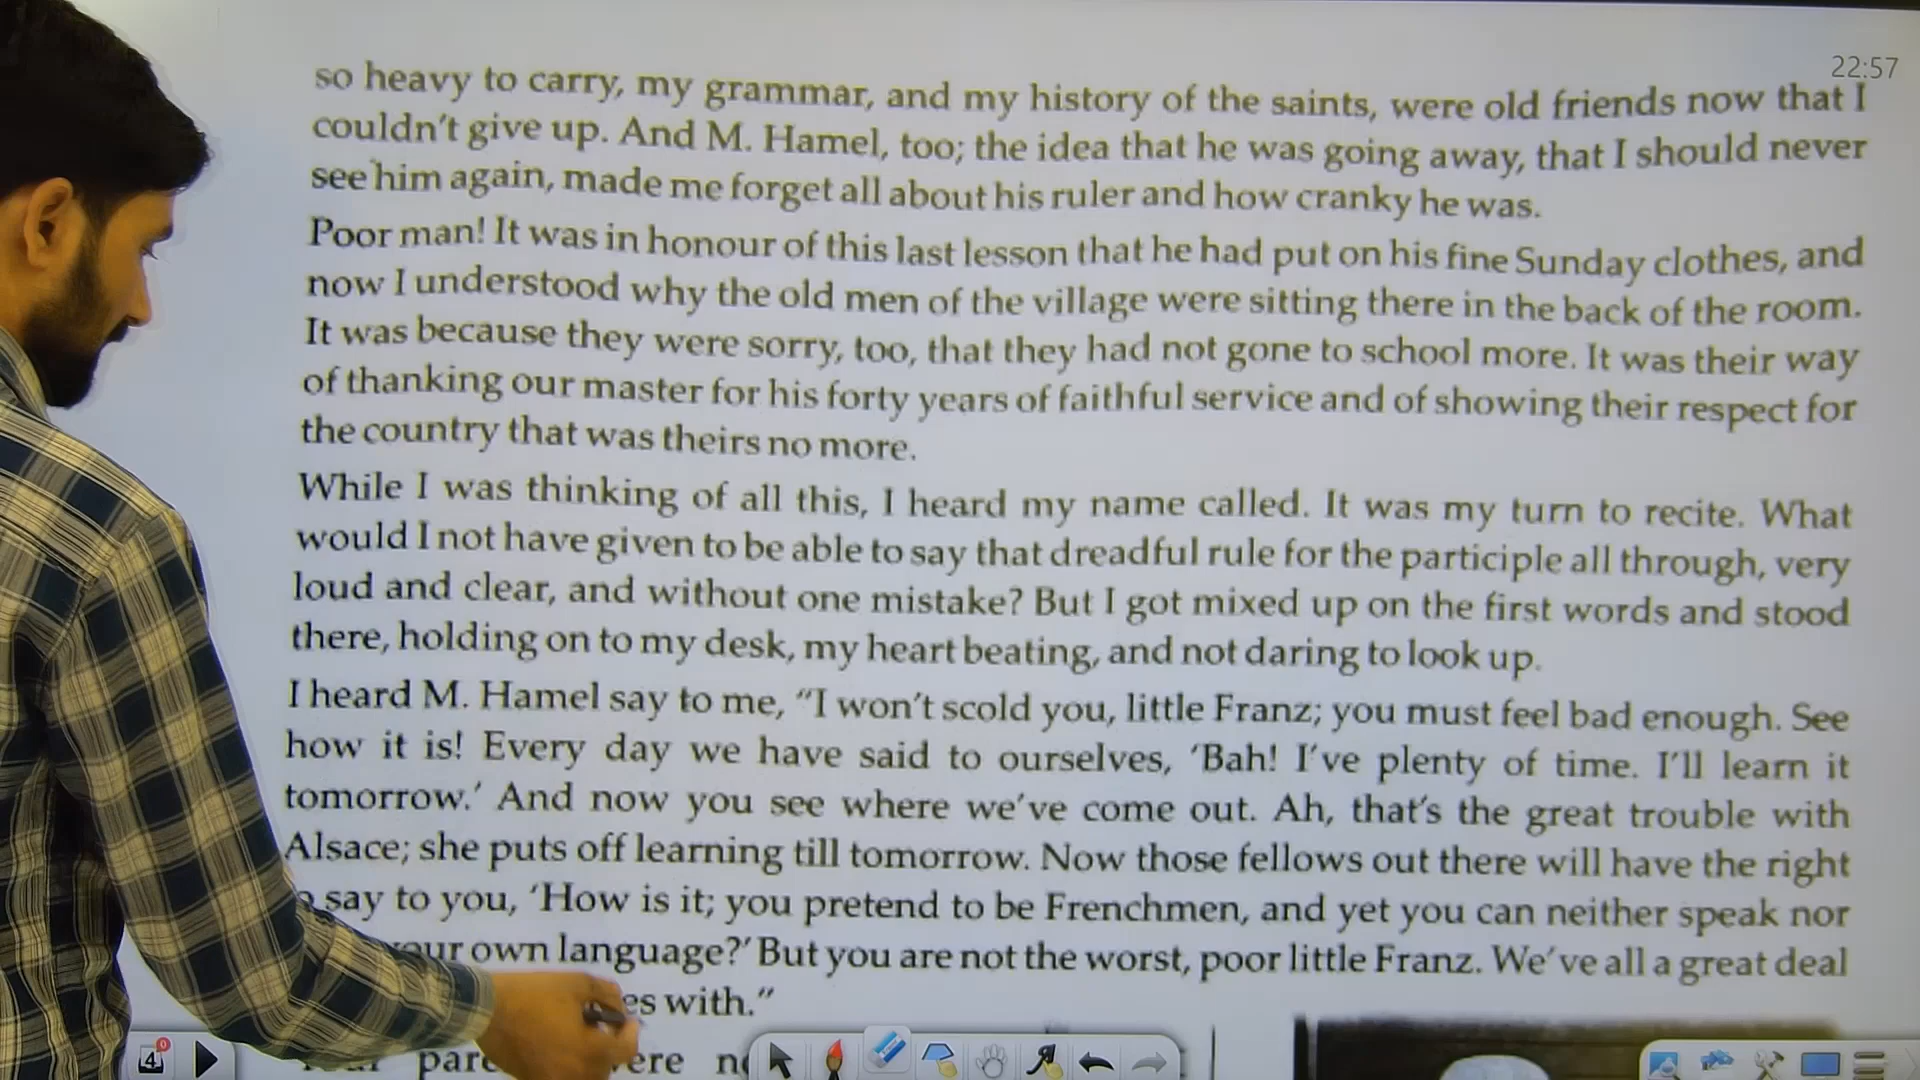 22:57
so heavy to carry, my grammar, and my history of the saints, were old friends now that I
couldn't give up. And M. Hamel, too; the idea that he was going away, that I should never
see him again, made me forget all about his ruler and how cranky he was.
Poor man! It was in honour of this last lesson that he had put on his fine Sunday clothes, and
now I understood why the old men of the village were sitting there in the back of the room.
It was because they were sorry, too, that they had not gone to school more. It was their way
of thanking our master for his forty years of faithful service and of showing their respect for
the country that was theirs no more.
While I was thinking of all this, I heard my name called. It was my turn to recite. What
would I not have given to be able to say that dreadful rule for the participle all through, very
loud and clear, and without one mistake? But I got mixed up on the first words and stood
there, holding on to my desk, my heart beating, and not daring to look up.
I heard M. Hamel say to me, "I won't scold you, little Franz; you must feel bad enough. See
how it is! Every day we have said to ourselves, 'Bah! I've plenty of time. I'll learn it
tomorrow.' And now you see where we've come out. Ah, that's the great trouble with
Alsace; she puts off learning till tomorrow. Now those fellows out there will have the right
say to you, 'How is it; you pretend to be Frenchmen, and yet you can neither speak nor
own language?' But you are not the worst, poor little Franz. We've all a great deal
with."
4 0